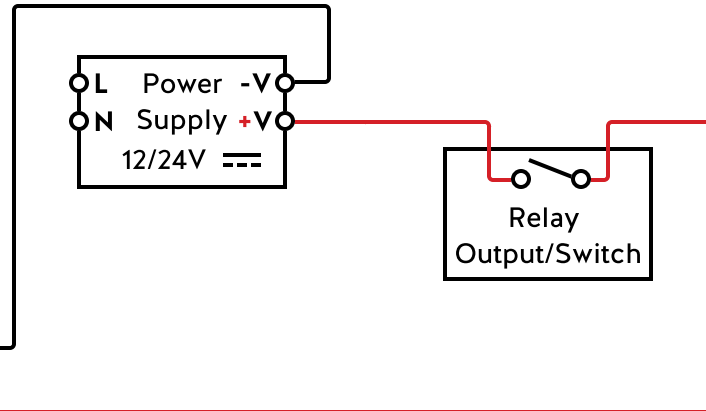 L Power -V
N Supply +V
12/24V
Relay
Output/Switch